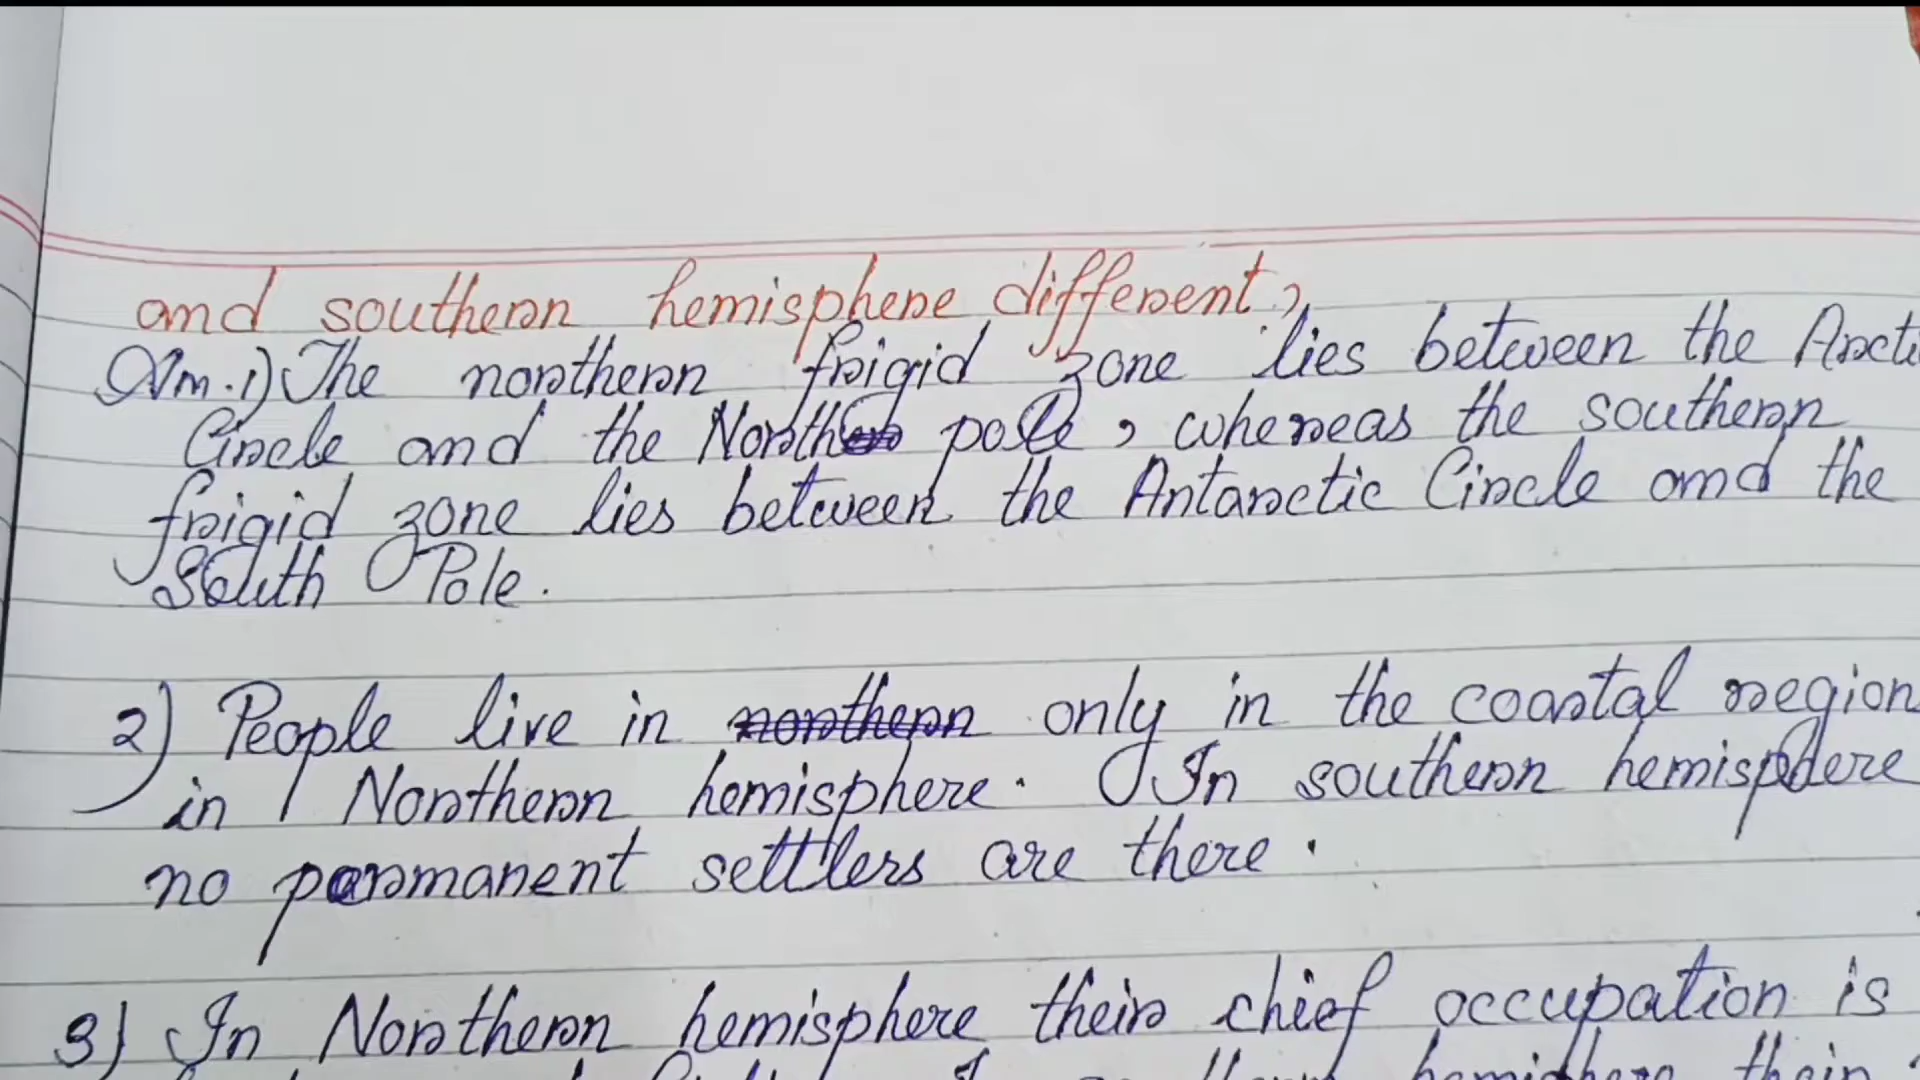 and southern hemisphere different,
Ans.1) The northern frigid zone lies between the Arcti
Circle and the North pole, whereas the southern
frigid zone lies between the Antarctic Circle and the
South Pole.
2) People live in northern only in the coastal region
in Northern hemisphere. In southern hemisphere
no permanent settlers are there.
3) In Northern hemisphere their chief occupation is
hemisphere their